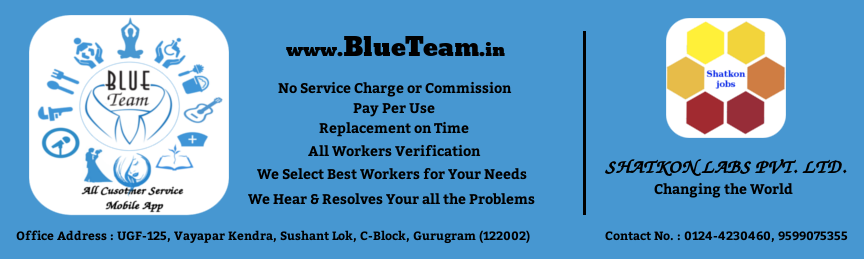 BLUE
Team
All Cusotmer Service
Mobile App
www.BlueTeam.in
No Service Charge or Commission
Pay Per Use
Replacement on Time
All Workers Verification
We Select Best Workers for Your Needs
We Hear & Resolves Your all the Problems
Shatkon
jobs
SHATKON LABS PVT. LTD.
Changing the World
Office Address : UGF-125, Vayapar Kendra, Sushant Lok, C-Block, Gurugram (122002)
Contact No. : 0124-4230460, 9599075355